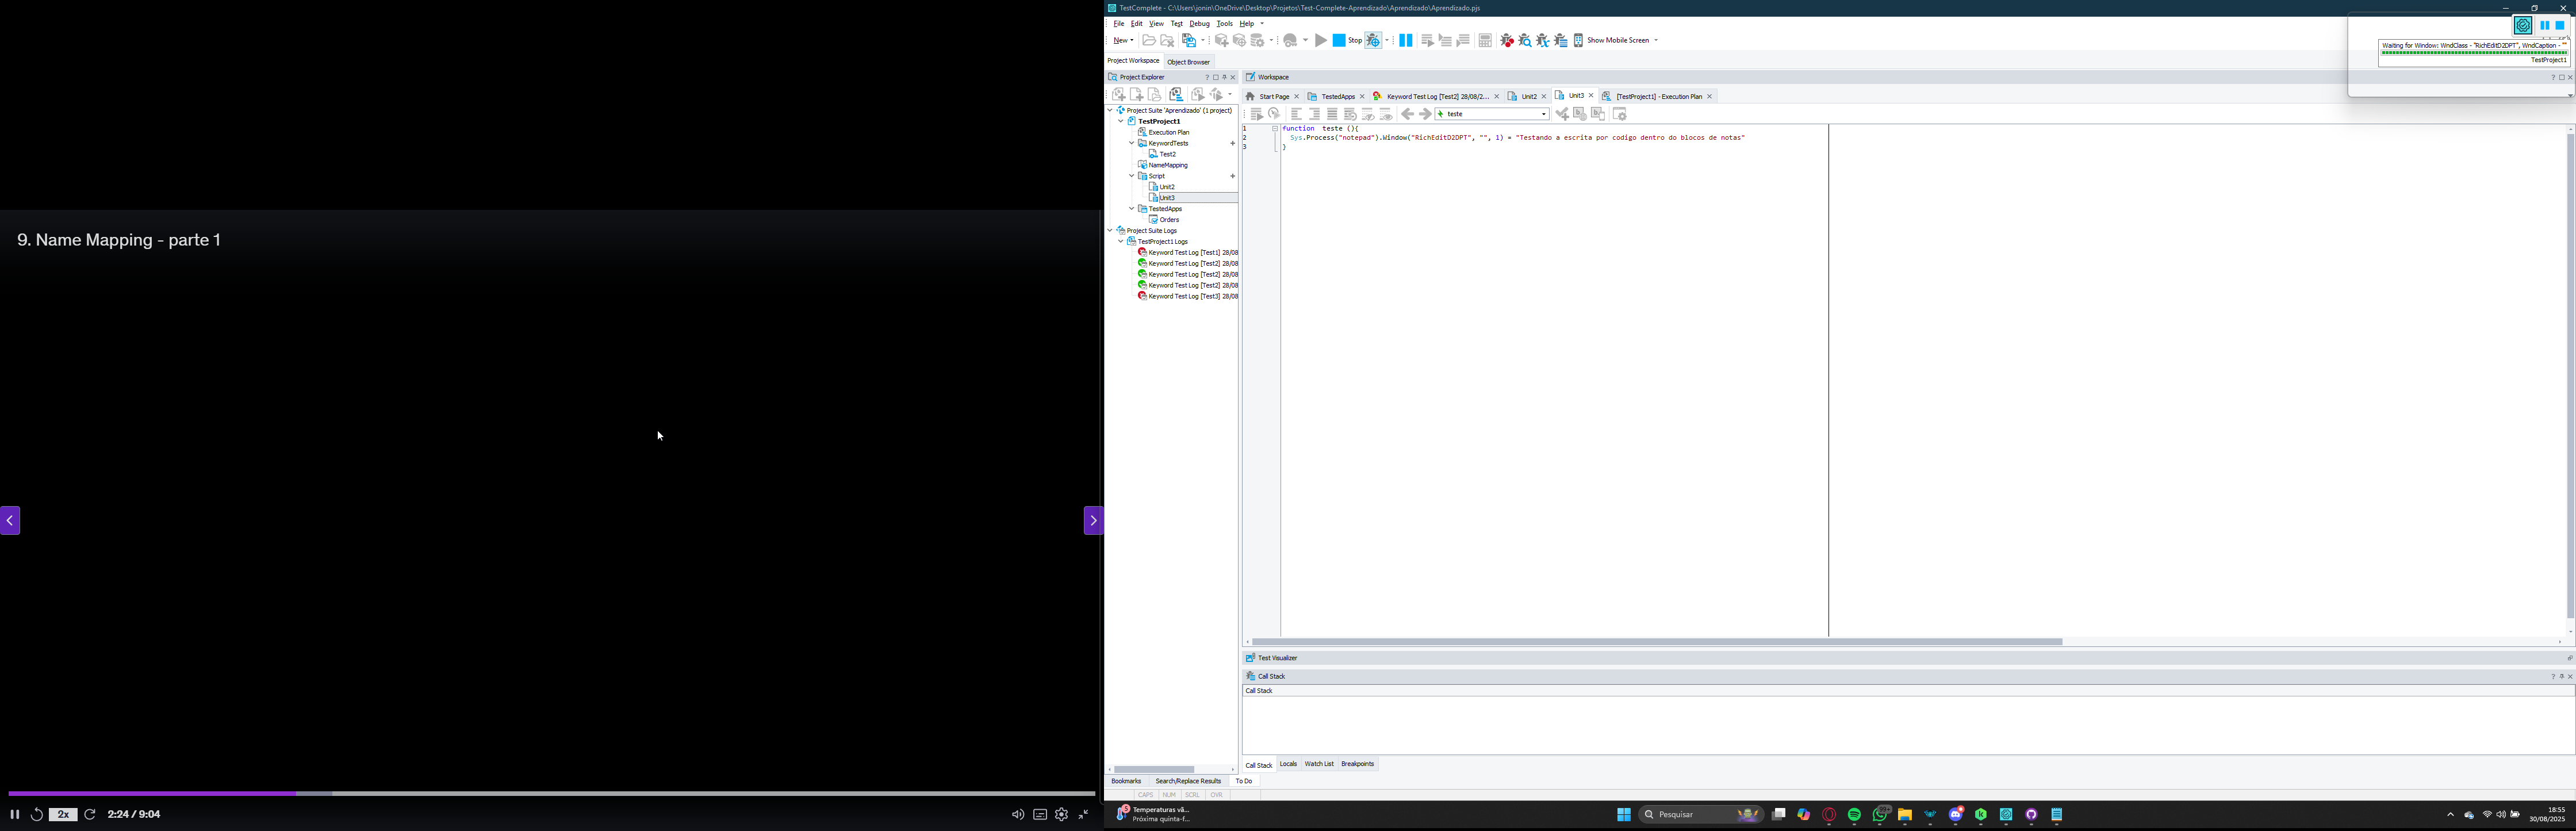 9. Name Mapping - parte 1
2x
2:24 / 9:04
TestComplete - C:\Users\jonin\OneDrive\Desktop\Projetos\Test-Complete-Aprendizado\Aprendizado\Aprendizado.pjs
File Edit View Test Debug Tools Help
New Stop Show Mobile Screen
Waiting for Window: WndClass - "RichEditD2DPT", WndCaption - ""
TestProject1
Project Workspace Object Browser
Project Explorer
Project Suite 'Aprendizado' (1 project)
TestProject1
Execution Plan
KeywordTests
Test2
NameMapping
Script
Unit2
Unit3
TestedApps
Orders
Project Suite Logs
TestProject1 Logs
Keyword Test Log [Test1] 28/08
Keyword Test Log [Test2] 28/08
Keyword Test Log [Test2] 28/08
Keyword Test Log [Test2] 28/08
Keyword Test Log [Test3] 28/08
Workspace
Start Page TestedApps Keyword Test Log [Test2] 28/08/2... Unit2 Unit3 [TestProject1] - Execution Plan
teste
1 function teste (){
2 Sys.Process("notepad").Window("RichEditD2DPT", "", 1) = "Testando a escrita por codigo dentro do blocos de notas"
3 }
Test Visualizer
Call Stack
Call Stack
Call Stack Locals Watch List Breakpoints
Bookmarks Search/Replace Results To Do
CAPS NUM SCRL OVR
5
Temperaturas vã...
Próxima quinta-f...
Pesquisar
99+
18:55
30/08/2025